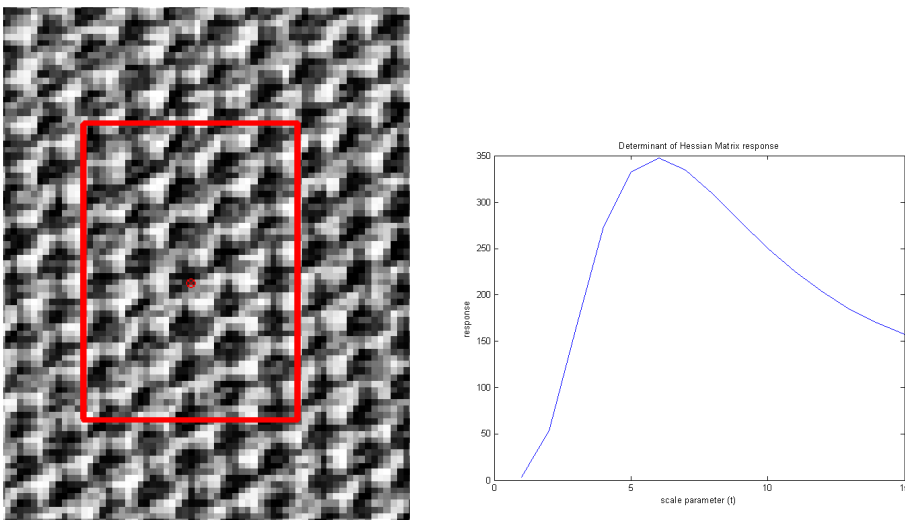 Determinant of Hessian Matrix response
350
300
250
200
150
100
50
0
response
0 5 10 15
scale parameter (t)